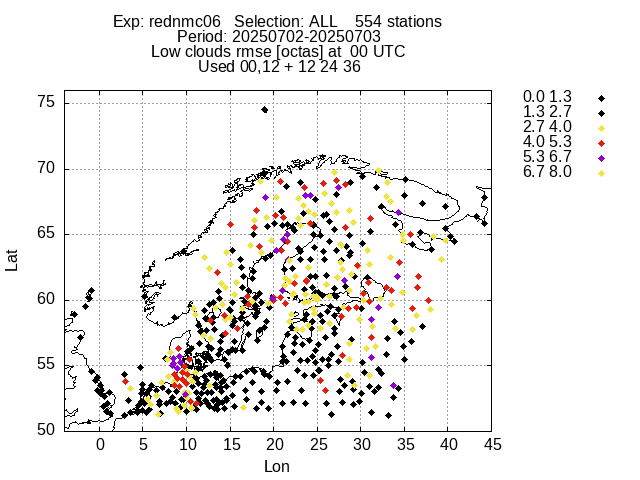 Exp: rednmc06   Selection: ALL    554 stations
Period: 20250702-20250703
Low clouds rmse [octas] at  00 UTC
Used 00,12 + 12 24 36
0.0 1.3
1.3 2.7
2.7 4.0
4.0 5.3
5.3 6.7
6.7 8.0
75
70
65
60
55
50
Lat
0 5 10 15 20 25 30 35 40 45
Lon